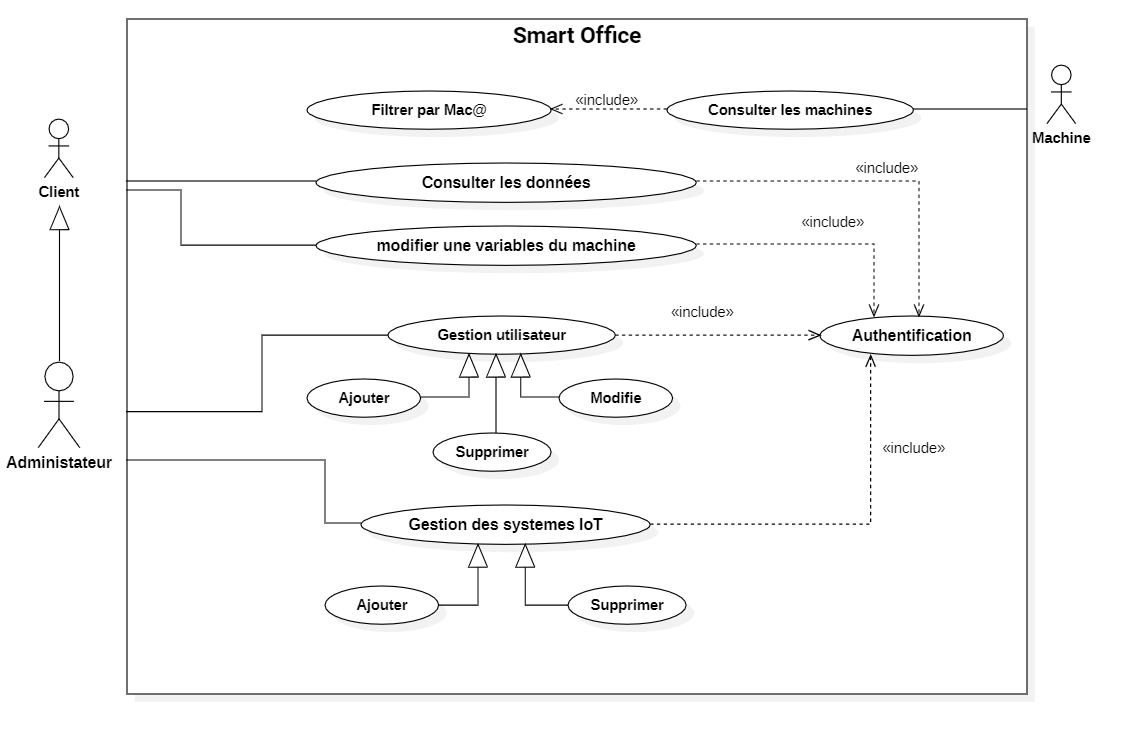 Smart Office
Filtrer par Mac@
«include»
Consulter les machines
Machine
Client
Consulter les données
«include»
modifier une variables du machine
«include»
Gestion utilisateur
«include»
Authentification
Ajouter
Modifie
Supprimer
Administateur
«include»
Gestion des systemes IoT
Ajouter
Supprimer